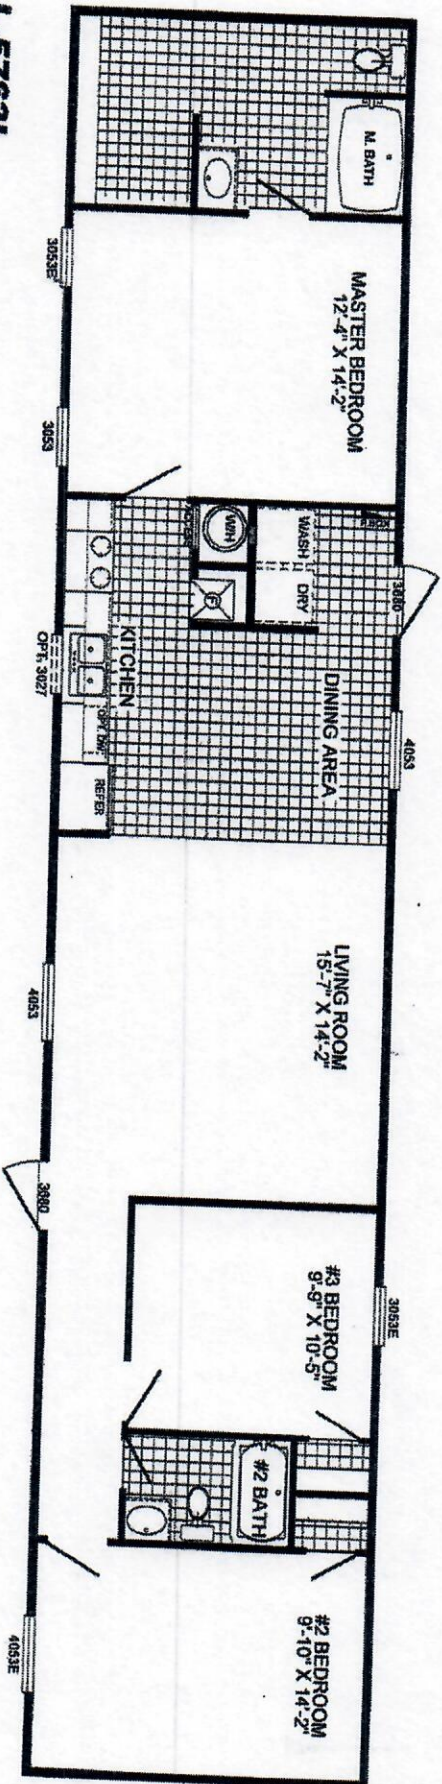 M. BATH
MASTER BEDROOM
12'-4" X 14'-2"
3053E
3053
W/H
WASH
DRY
F
3680
KITCHEN
OPT. 3027
OPT. DW.
REFER
DINING AREA
4053
LIVING ROOM
15'-7" X 14'-2"
4053
3680
#3 BEDROOM
9'-9" X 10'-5"
3053E
#2 BATH
#2 BEDROOM
9'-10" X 14'-2"
4053E